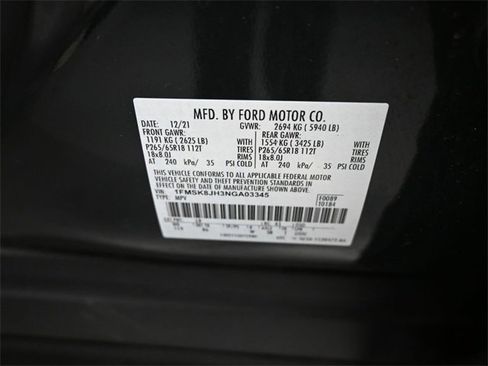 MFD. BY FORD MOTOR CO.
DATE: 12/21 GVWR: 2694 KG ( 5940 LB)
FRONT GAWR: REAR GAWR:
1191 KG ( 2625 LB) 1554 KG ( 3425 LB)
P265/65R18 112T TIRES P265/65R18 112T TIRES
18x8.0J RIMS 18x8.0J RIMS
AT 240 kPa/ 35 PSI COLD AT 240 kPa/ 35 PSI COLD
THIS VEHICLE CONFORMS TO ALL APPLICABLE FEDERAL MOTOR
VEHICLE SAFETY AND THEFT PREVENTION STANDARDS IN EFFECT
ON THE DATE OF MANUFACTURE SHOWN ABOVE.
VIN: 1FMSK8JH3NGA03345 F0089
TYPE: MPV T0184